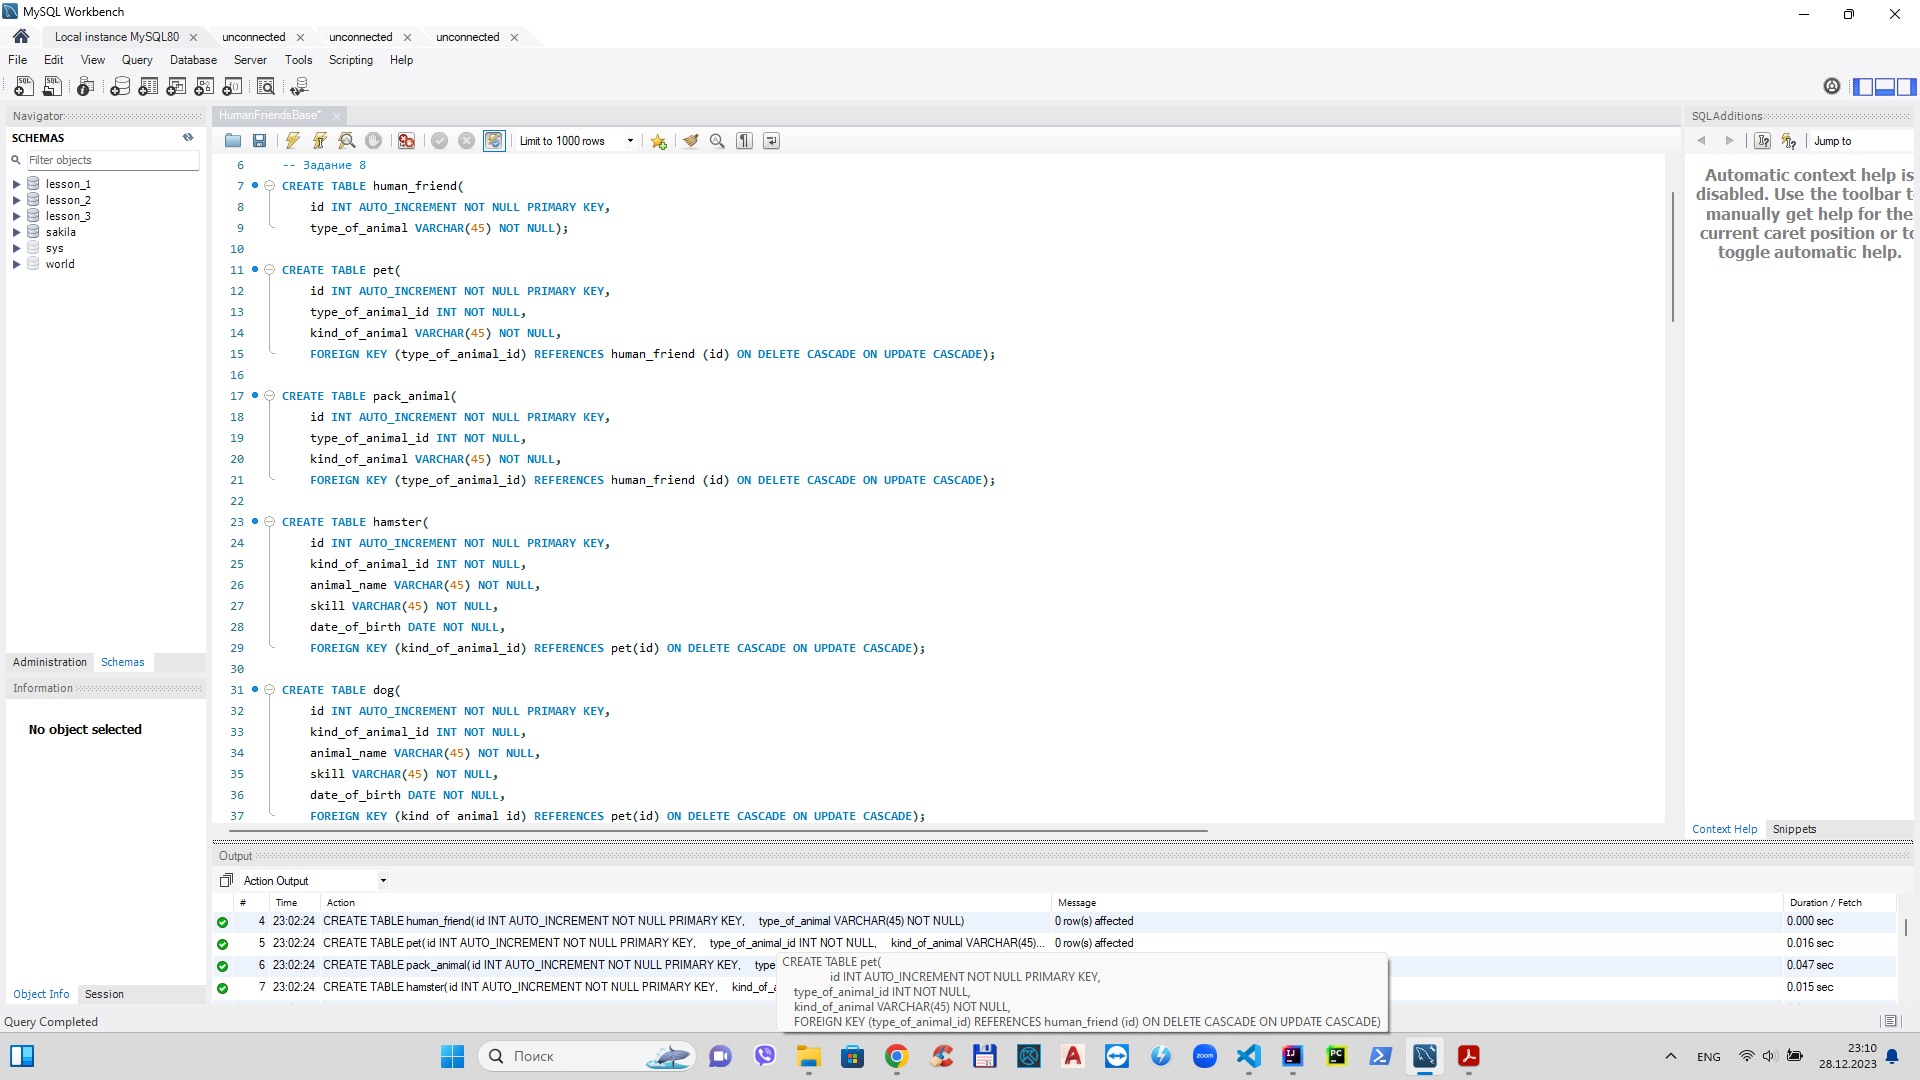 MySQL Workbench
Local instance MySQL80
unconnected
unconnected
unconnected
File Edit View Query Database Server Tools Scripting Help
Navigator
SCHEMAS
Filter objects
lesson_1
lesson_2
lesson_3
sakila
sys
world
Administration Schemas
Information
No object selected
Object Info Session
HumanFriendsBase*
Limit to 1000 rows
6 -- Задание 8
7 CREATE TABLE human_friend(
8 id INT AUTO_INCREMENT NOT NULL PRIMARY KEY,
9 type_of_animal VARCHAR(45) NOT NULL);
10
11 CREATE TABLE pet(
12 id INT AUTO_INCREMENT NOT NULL PRIMARY KEY,
13 type_of_animal_id INT NOT NULL,
14 kind_of_animal VARCHAR(45) NOT NULL,
15 FOREIGN KEY (type_of_animal_id) REFERENCES human_friend (id) ON DELETE CASCADE ON UPDATE CASCADE);
16
17 CREATE TABLE pack_animal(
18 id INT AUTO_INCREMENT NOT NULL PRIMARY KEY,
19 type_of_animal_id INT NOT NULL,
20 kind_of_animal VARCHAR(45) NOT NULL,
21 FOREIGN KEY (type_of_animal_id) REFERENCES human_friend (id) ON DELETE CASCADE ON UPDATE CASCADE);
22
23 CREATE TABLE hamster(
24 id INT AUTO_INCREMENT NOT NULL PRIMARY KEY,
25 kind_of_animal_id INT NOT NULL,
26 animal_name VARCHAR(45) NOT NULL,
27 skill VARCHAR(45) NOT NULL,
28 date_of_birth DATE NOT NULL,
29 FOREIGN KEY (kind_of_animal_id) REFERENCES pet(id) ON DELETE CASCADE ON UPDATE CASCADE);
30
31 CREATE TABLE dog(
32 id INT AUTO_INCREMENT NOT NULL PRIMARY KEY,
33 kind_of_animal_id INT NOT NULL,
34 animal_name VARCHAR(45) NOT NULL,
35 skill VARCHAR(45) NOT NULL,
36 date_of_birth DATE NOT NULL,
37 FOREIGN KEY (kind of animal id) REFERENCES pet(id) ON DELETE CASCADE ON UPDATE CASCADE);
SQLAdditions
Jump to
Automatic context help is
disabled. Use the toolbar t
manually get help for the
current caret position or to
toggle automatic help.
Context Help Snippets
Output
Action Output
# Time Action Message Duration / Fetch
4 23:02:24 CREATE TABLE human_friend( id INT AUTO_INCREMENT NOT NULL PRIMARY KEY, type_of_animal VARCHAR(45) NOT NULL) 0 row(s) affected 0.000 sec
5 23:02:24 CREATE TABLE pet( id INT AUTO_INCREMENT NOT NULL PRIMARY KEY, type_of_animal_id INT NOT NULL, kind_of_animal VARCHAR(45)... 0 row(s) affected 0.016 sec
6 23:02:24 CREATE TABLE pack_animal( id INT AUTO_INCREMENT NOT NULL PRIMARY KEY, type 0.047 sec
7 23:02:24 CREATE TABLE hamster( id INT AUTO_INCREMENT NOT NULL PRIMARY KEY, kind_of_a 0.015 sec
CREATE TABLE pet(
id INT AUTO_INCREMENT NOT NULL PRIMARY KEY,
type_of_animal_id INT NOT NULL,
kind_of_animal VARCHAR(45) NOT NULL,
FOREIGN KEY (type_of_animal_id) REFERENCES human_friend (id) ON DELETE CASCADE ON UPDATE CASCADE)
Query Completed
Поиск
zoom
ENG
23:10
28.12.2023